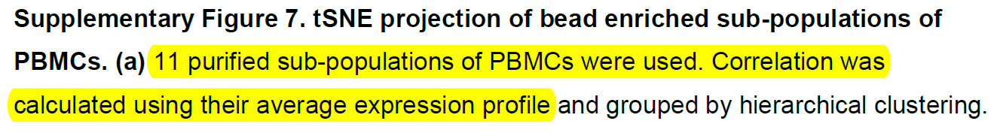 Supplementary Figure 7. tSNE projection of bead enriched sub-populations of
PBMCs. (a) 11 purified sub-populations of PBMCs were used. Correlation was
calculated using their average expression profile and grouped by hierarchical clustering.